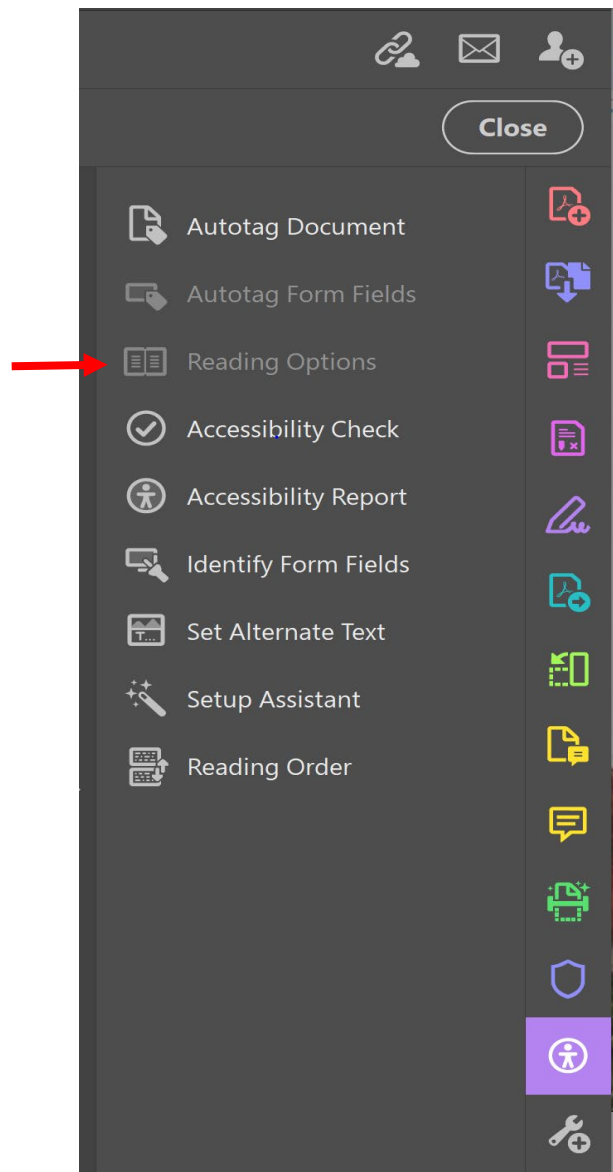 Close
Autotag Document
Autotag Form Fields
Reading Options
Accessibility Check
Accessibility Report
Identify Form Fields
T... Set Alternate Text
Setup Assistant
Reading Order